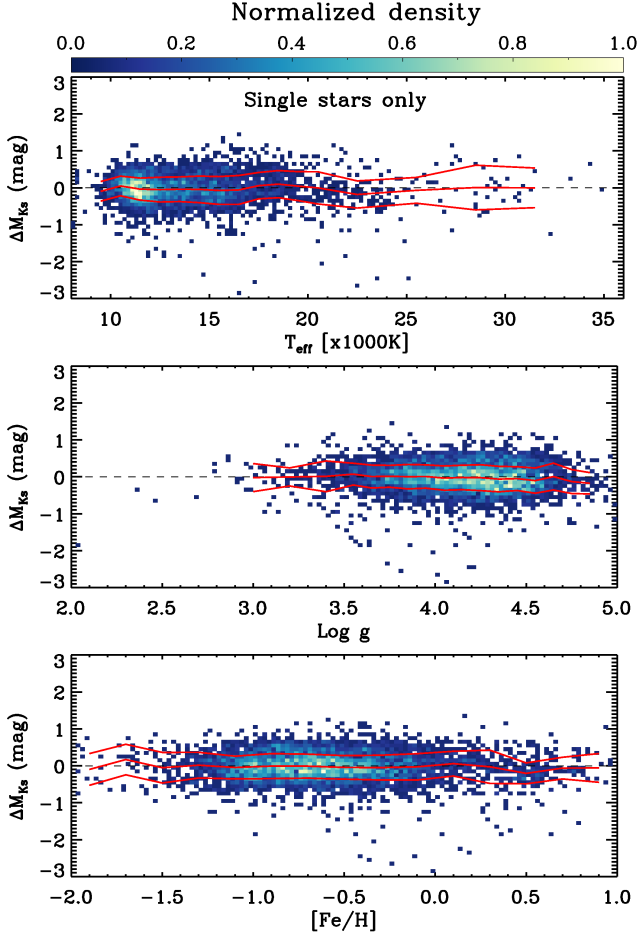 Normalized density
0.0 0.2 0.4 0.6 0.8 1.0
Single stars only
ΔM_Ks (mag)
3
2
1
0
−1
−2
−3
10 15 20 25 30 35
T_eff [x1000K]
ΔM_Ks (mag)
3
2
1
0
−1
−2
−3
2.0 2.5 3.0 3.5 4.0 4.5 5.0
Log g
ΔM_Ks (mag)
3
2
1
0
−1
−2
−3
−2.0 −1.5 −1.0 −0.5 0.0 0.5 1.0
[Fe/H]